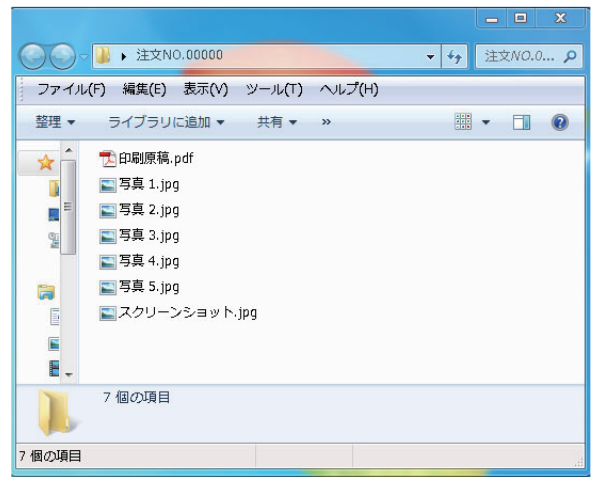 注文NO.00000
注文NO.0...
ファイル(F) 編集(E) 表示(V) ツール(T) ヘルプ(H)
整理 ライブラリに追加 共有 »
印刷原稿.pdf
写真 1.jpg
写真 2.jpg
写真 3.jpg
写真 4.jpg
写真 5.jpg
スクリーンショット.jpg
7 個の項目
7 個の項目